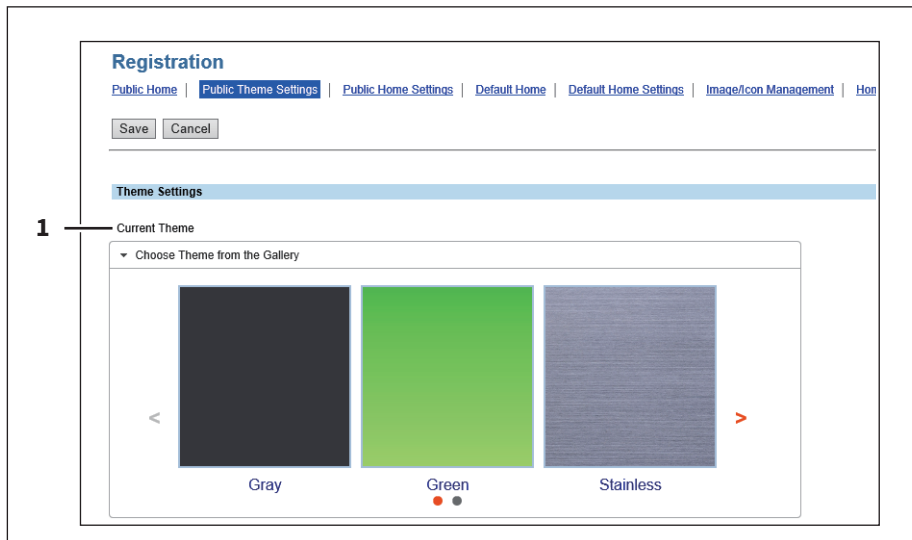 Registration
Public Home | Public Theme Settings | Public Home Settings | Default Home | Default Home Settings | Image/Icon Management |
Save Cancel
Theme Settings
1 Current Theme
Choose Theme from the Gallery
< >
Gray Green Stainless